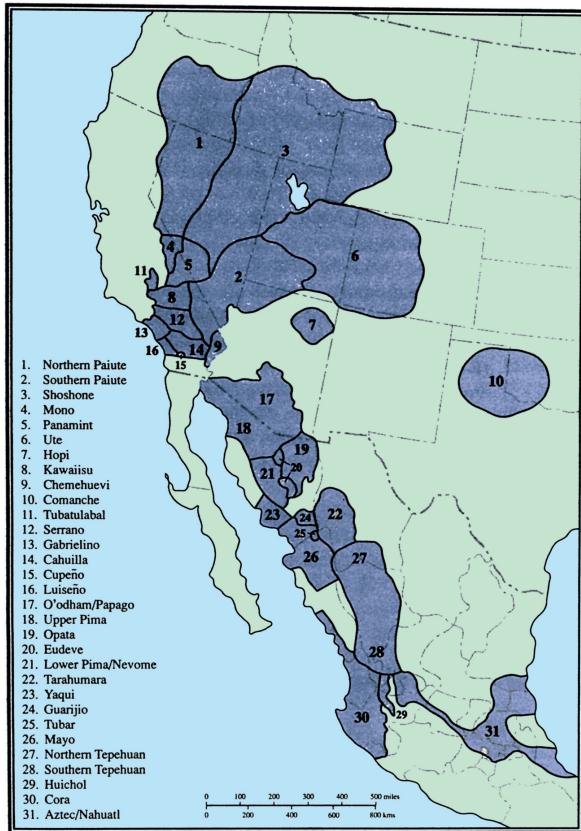 1
3
4
5
11
2
6
8
12
7
13
9
16
14
15
10
17
18
19
20
21
23
24
22
25
26
27
28
29
30
31
1. Northern Paiute
2. Southern Paiute
3. Shoshone
4. Mono
5. Panamint
6. Ute
7. Hopi
8. Kawaiisu
9. Chemehuevi
10. Comanche
11. Tubatulabal
12. Serrano
13. Gabrielino
14. Cahuilla
15. Cupeño
16. Luiseño
17. O'odham/Papago
18. Upper Pima
19. Opata
20. Eudeve
21. Lower Pima/Nevome
22. Tarahumara
23. Yaqui
24. Guarijio
25. Tubar
26. Mayo
27. Northern Tepehuan
28. Southern Tepehuan
29. Huichol
30. Cora
31. Aztec/Nahuatl
0 100 200 300 400 500 miles
0 200 400 600 800 kms